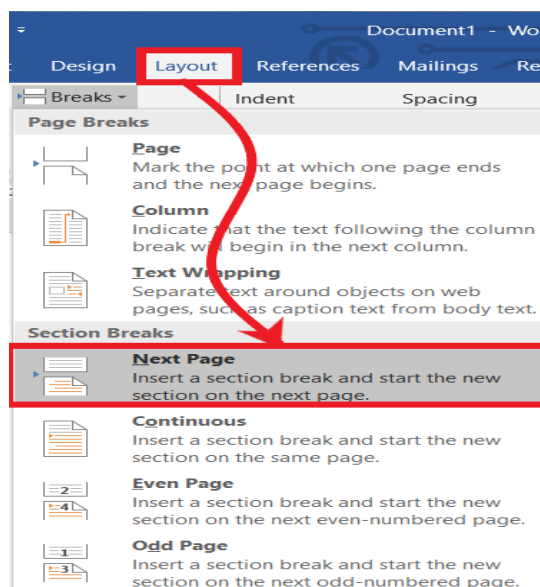 Document1 - Wo
Design Layout References Mailings Re
Breaks Indent Spacing
Page Breaks
Page
Mark the point at which one page ends
and the next page begins.
Column
Indicate that the text following the column
break will begin in the next column.
Text Wrapping
Separate text around objects on web
pages, such as caption text from body text.
Section Breaks
Next Page
Insert a section break and start the new
section on the next page.
Continuous
Insert a section break and start the new
section on the same page.
2
4
Even Page
Insert a section break and start the new
section on the next even-numbered page.
1
3
Odd Page
Insert a section break and start the new
section on the next odd-numbered page.